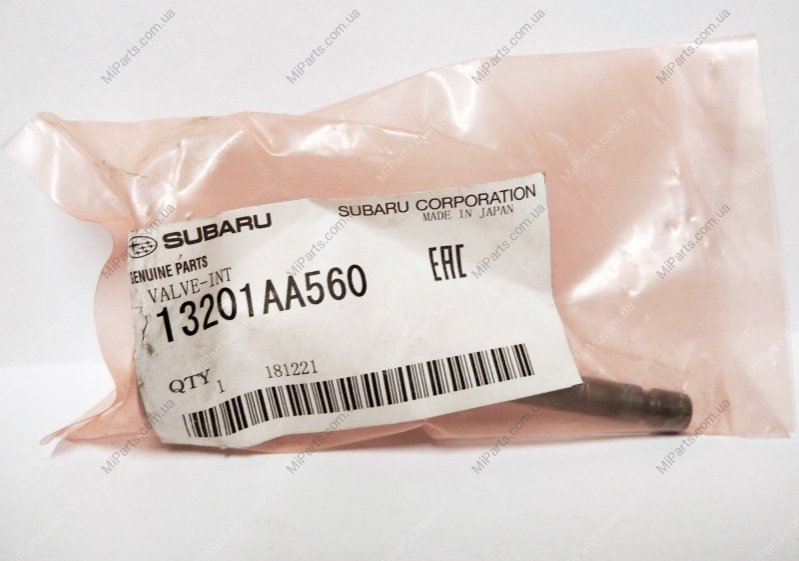 SUBARU
SUBARU CORPORATION
MADE IN JAPAN
GENUINE PARTS
VALVE-INT
13201AA560
EAC
QTY 1
181221
MiParts.com.ua